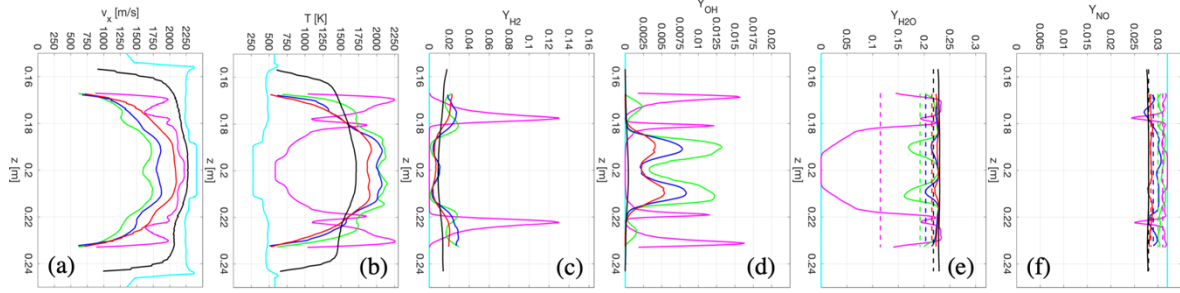 v_x [m/s]
0 250 500 750 1000 1250 1500 1750 2000 2250
0.16
0.18
0.2
0.22
0.24
z [m]
(a)
T [K]
0 250 500 750 1000 1250 1500 1750 2000 2250
0.16
0.18
0.2
0.22
0.24
z [m]
(b)
Y_H2
0 0.02 0.04 0.06 0.08 0.1 0.12 0.14 0.16
0.16
0.18
0.2
0.22
0.24
z [m]
(c)
Y_OH
0 0.0025 0.005 0.0075 0.01 0.0125 0.015 0.0175 0.02
0.16
0.18
0.2
0.22
0.24
z [m]
(d)
Y_H2O
0 0.05 0.1 0.15 0.2 0.25 0.3
0.16
0.18
0.2
0.22
0.24
z [m]
(e)
Y_NO
0 0.005 0.01 0.015 0.02 0.025 0.03
0.16
0.18
0.2
0.22
0.24
z [m]
(f)